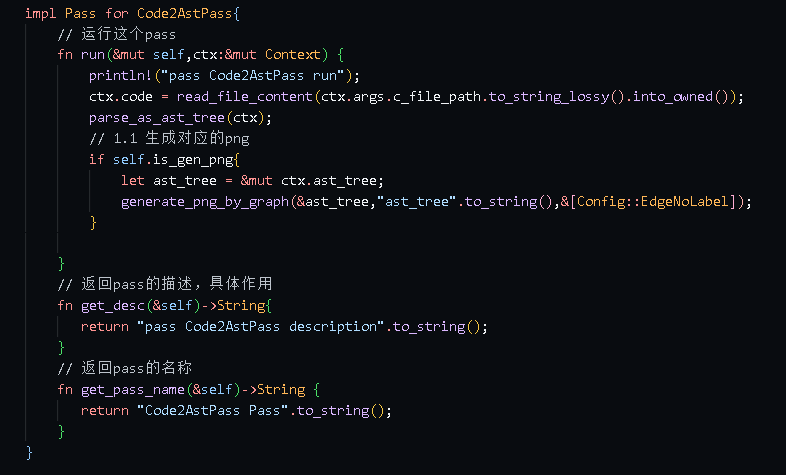 impl Pass for Code2AstPass{
// 运行这个pass
fn run(&mut self,ctx:&mut Context) {
println!("pass Code2AstPass run");
ctx.code = read_file_content(ctx.args.c_file_path.to_string_lossy().into_owned());
parse_as_ast_tree(ctx);
// 1.1 生成对应的png
if self.is_gen_png{
let ast_tree = &mut ctx.ast_tree;
generate_png_by_graph(&ast_tree,"ast_tree".to_string(),&[Config::EdgeNoLabel]);
}
}
// 返回pass的描述，具体作用
fn get_desc(&self)->String{
return "pass Code2AstPass description".to_string();
}
// 返回pass的名称
fn get_pass_name(&self)->String {
return "Code2AstPass Pass".to_string();
}
}